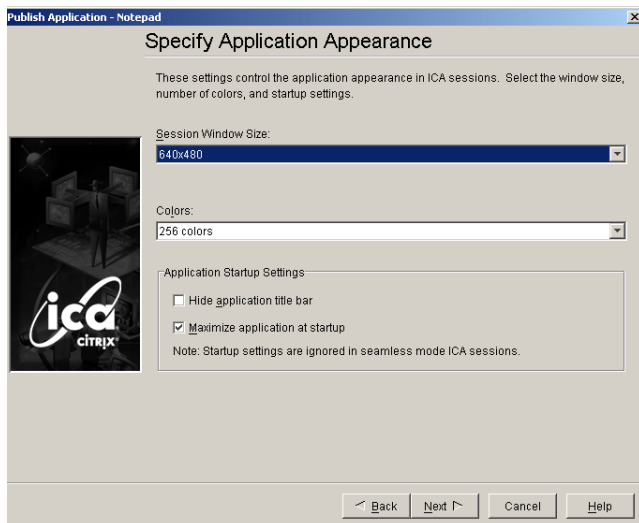 Publish Application - Notepad
Specify Application Appearance
These settings control the application appearance in ICA sessions. Select the window size,
number of colors, and startup settings.
Session Window Size:
640x480
Colors:
256 colors
Application Startup Settings
Hide application title bar
Maximize application at startup
Note: Startup settings are ignored in seamless mode ICA sessions.
ica
CITRIX
Back Next Cancel Help